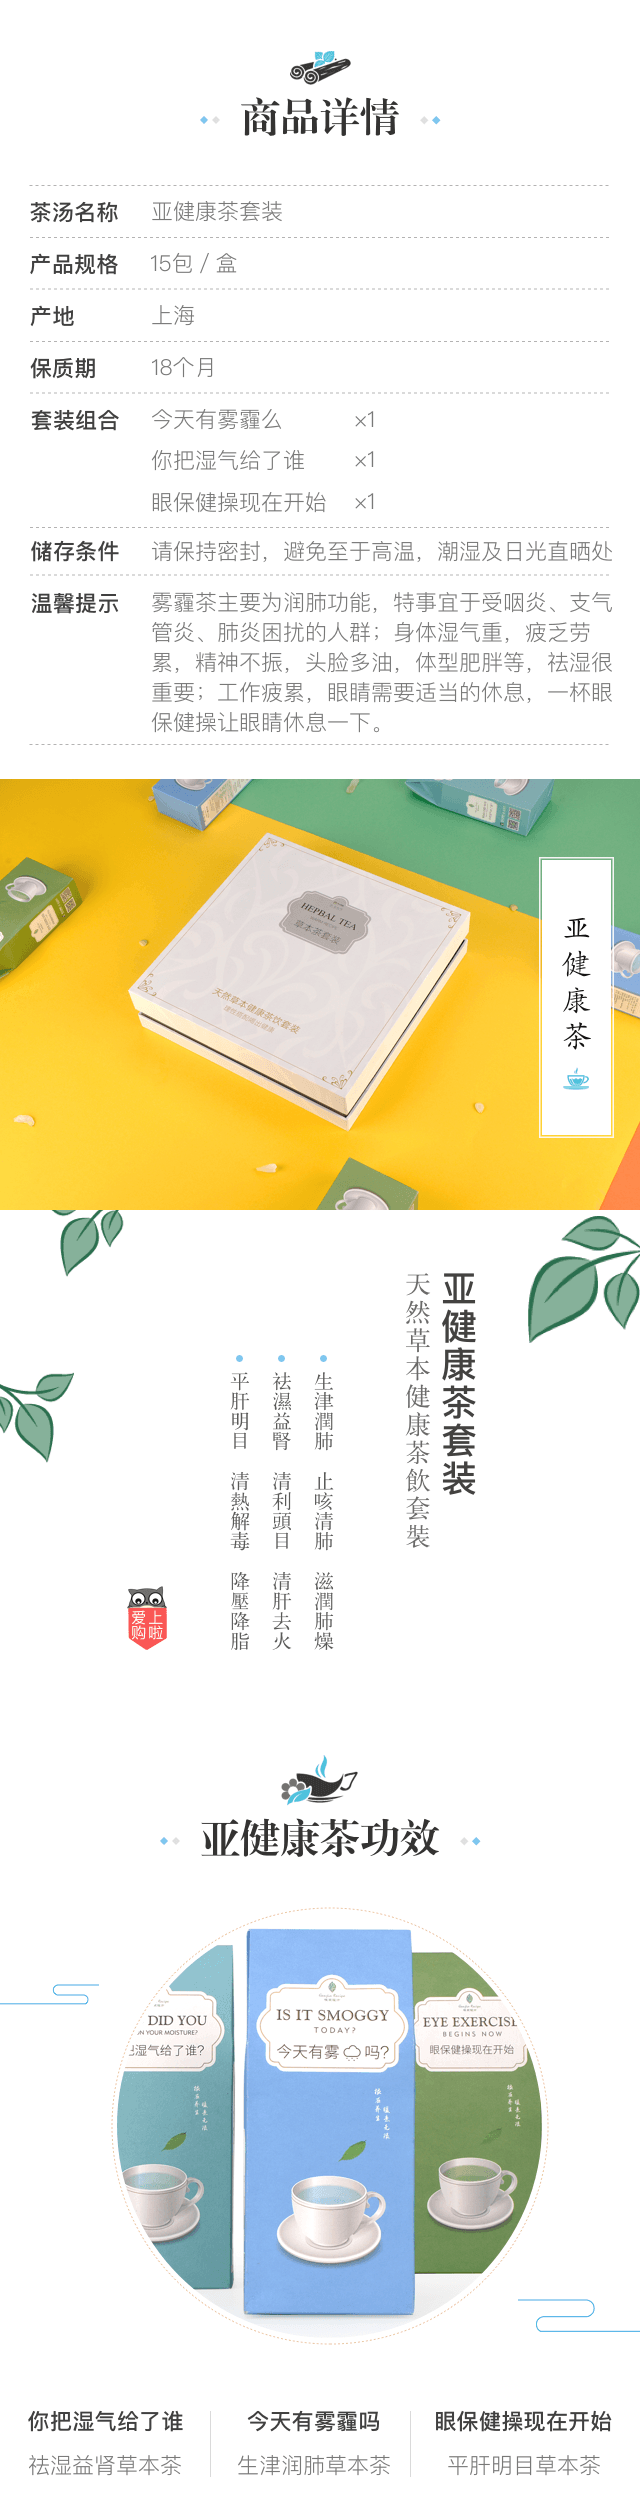 商品详情
茶汤名称 亚健康茶套装
产品规格 15包 / 盒
产地 上海
保质期 18个月
套装组合 今天有雾霾么 ×1
你把湿气给了谁 ×1
眼保健操现在开始 ×1
储存条件 请保持密封，避免至于高温，潮湿及日光直晒处
温馨提示 雾霾茶主要为润肺功能，特事宜于受咽炎、支气
管炎、肺炎困扰的人群；身体湿气重，疲乏劳
累，精神不振，头脸多油，体型肥胖等，祛湿很
重要；工作疲累，眼睛需要适当的休息，一杯眼
保健操让眼睛休息一下。
HEPBAL TEA
草本茶套装
天然草本健康茶饮套装
亚健康茶
亚健康茶套装
天然草本健康茶飲套裝
生津潤肺 止咳清肺 滋潤肺燥
祛濕益腎 清利頭目 清肝去火
平肝明目 清熱解毒 降壓降脂
爱上
购啦
亚健康茶功效
DID YOU
N YOUR MOISTURE?
湿气给了谁?
IS IT SMOGGY
TODAY?
今天有雾 吗?
EYE EXERCISE
BEGINS NOW
眼保健操现在开始
你把湿气给了谁 今天有雾霾吗 眼保健操现在开始
祛湿益肾草本茶 生津润肺草本茶 平肝明目草本茶